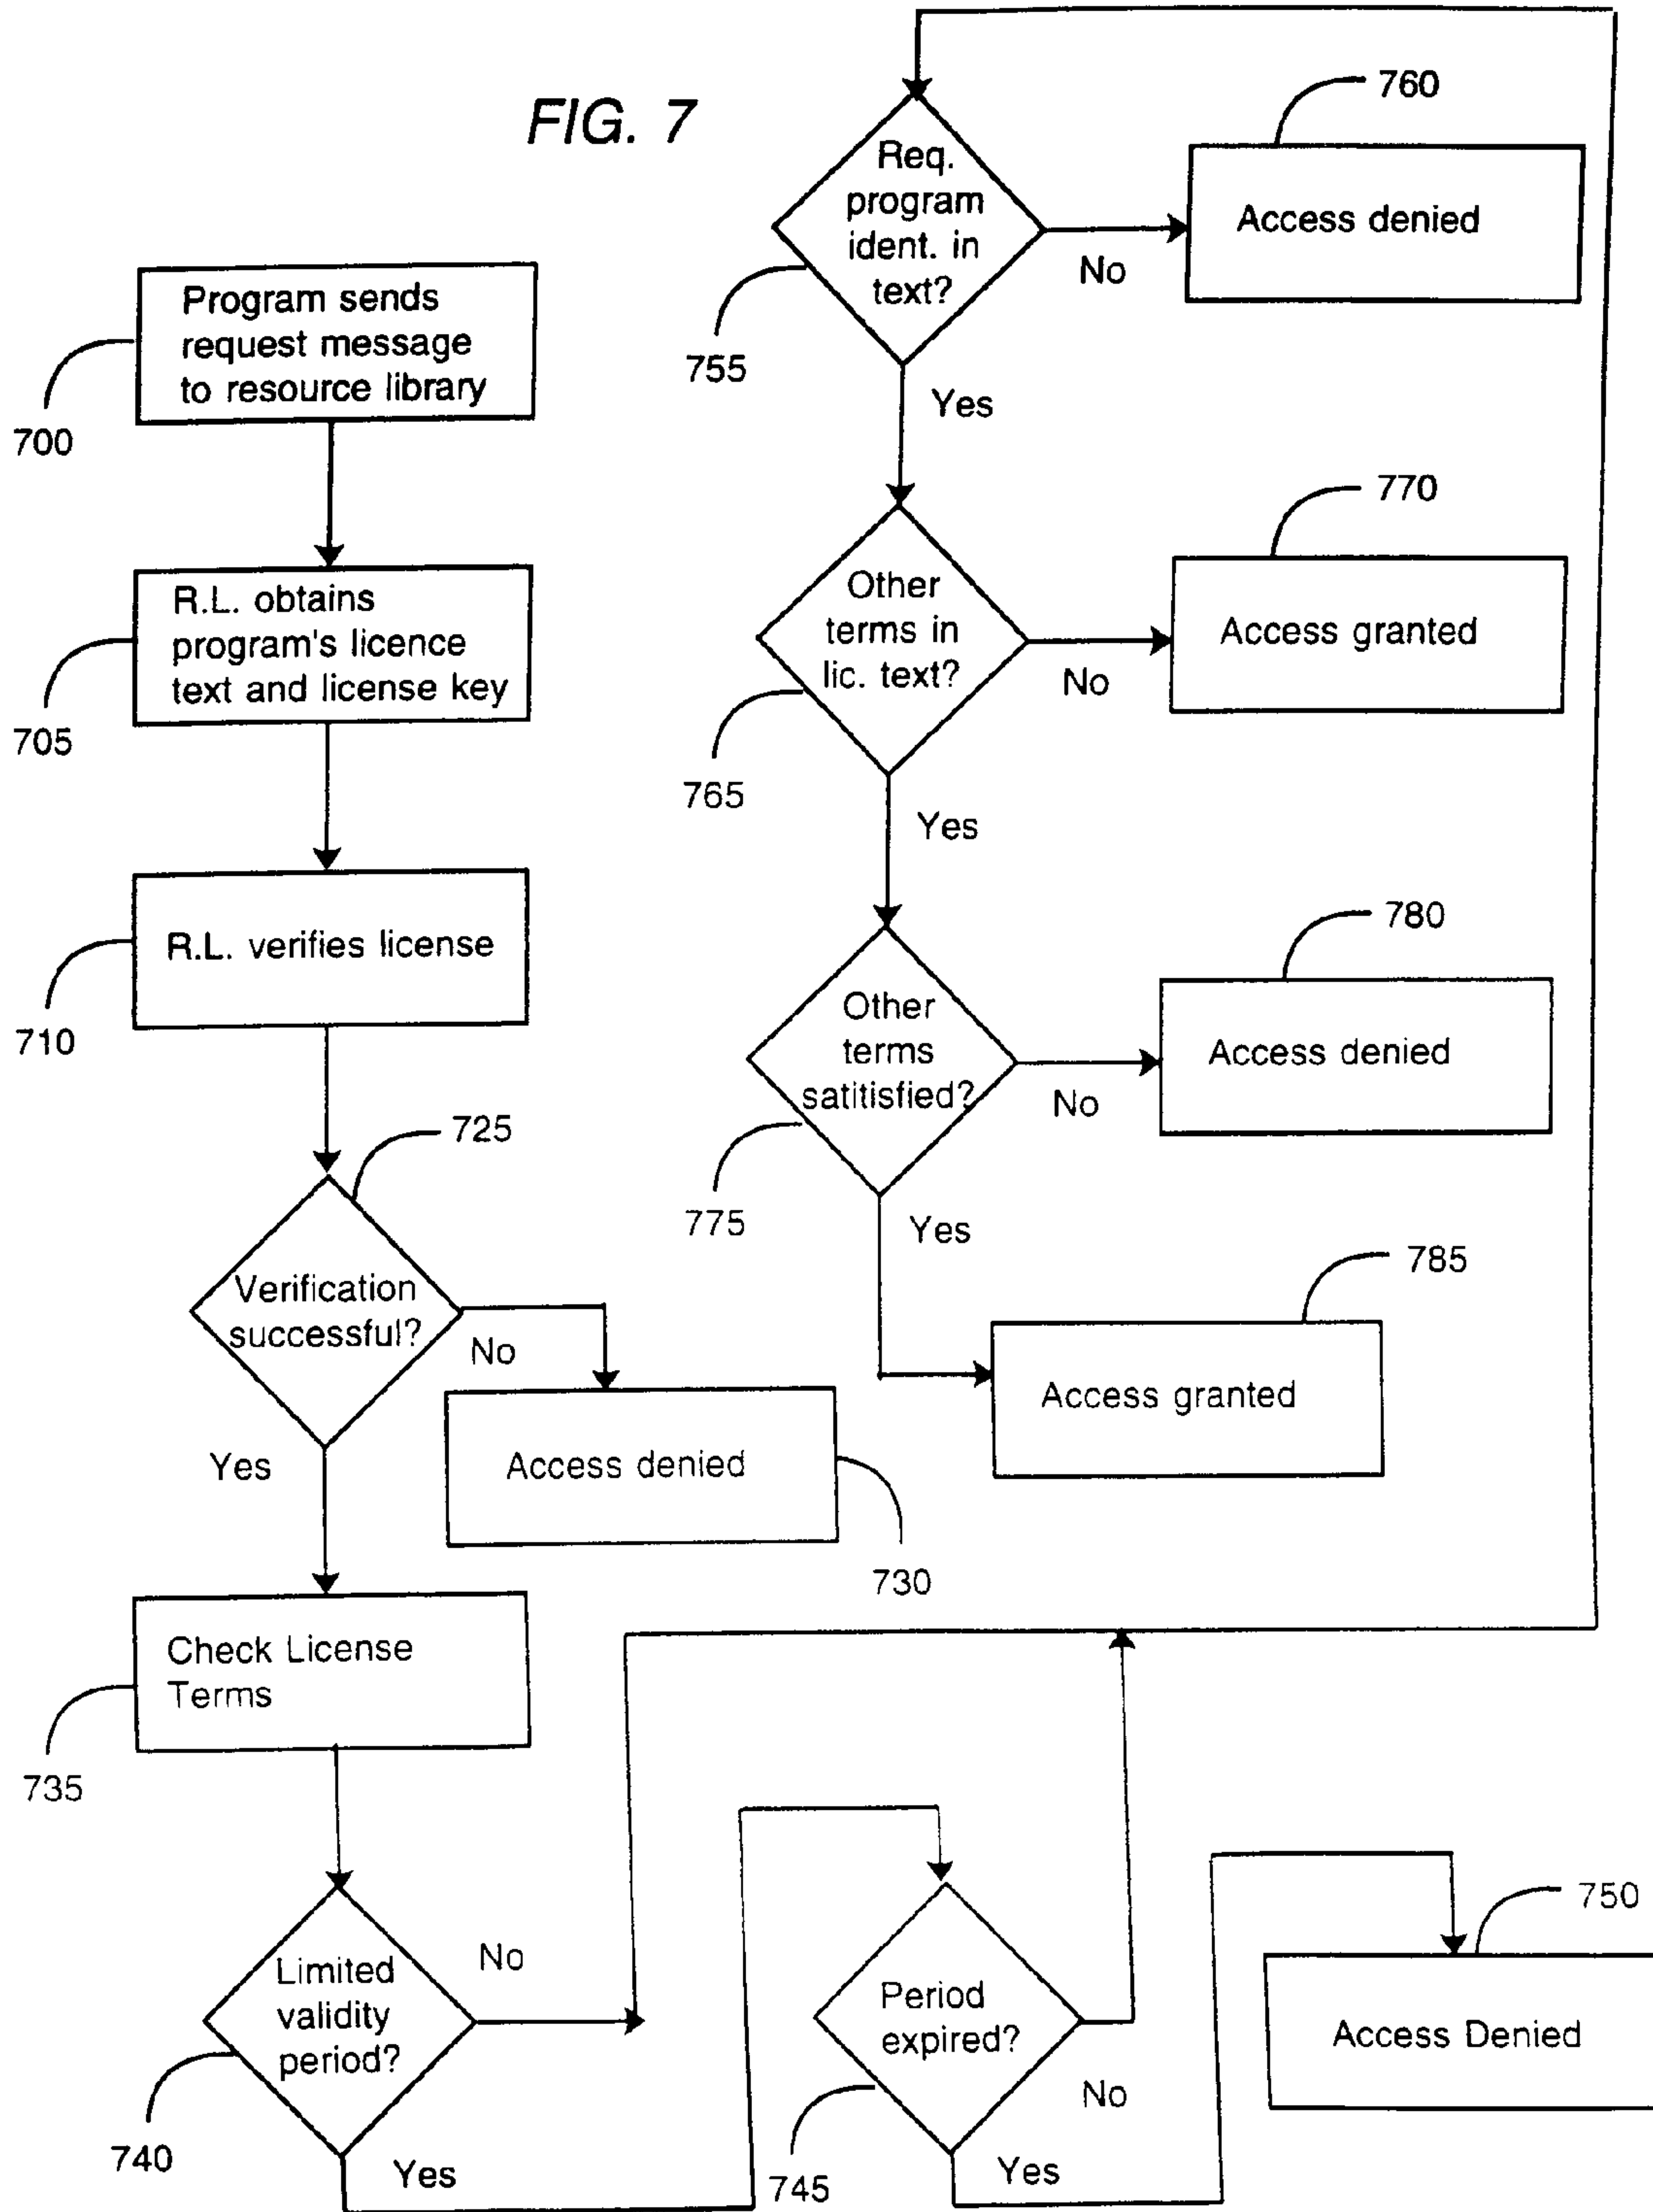 FIG. 7
Program sends
request message
to resource library
700
R.L. obtains
program's licence
text and license key
705
R.L. verifies license
710
725
Verification
successful?
No
Yes
Access denied
730
Check License
Terms
735
Limited
validity
period?
No
740
Yes
Period
expired?
No
745
Yes
750
Access Denied
Req.
program
ident. in
text?
No
755
Yes
760
Access denied
Other
terms in
lic. text?
No
765
Yes
770
Access granted
Other
terms
satitisfied?
No
775
Yes
780
Access denied
785
Access granted